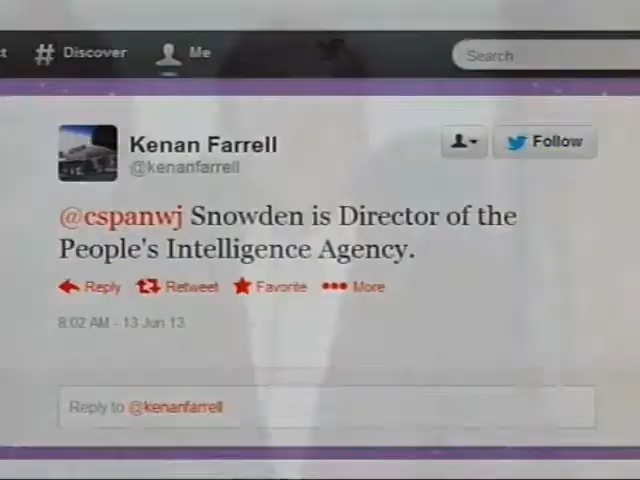 # Discover Me Search
Kenan Farrell
@kenanfarrell
Follow
@cspanwj Snowden is Director of the
People's Intelligence Agency.
Reply Retweet Favorite More
8:02 AM - 13 Jun 13
Reply to @kenanfarrell